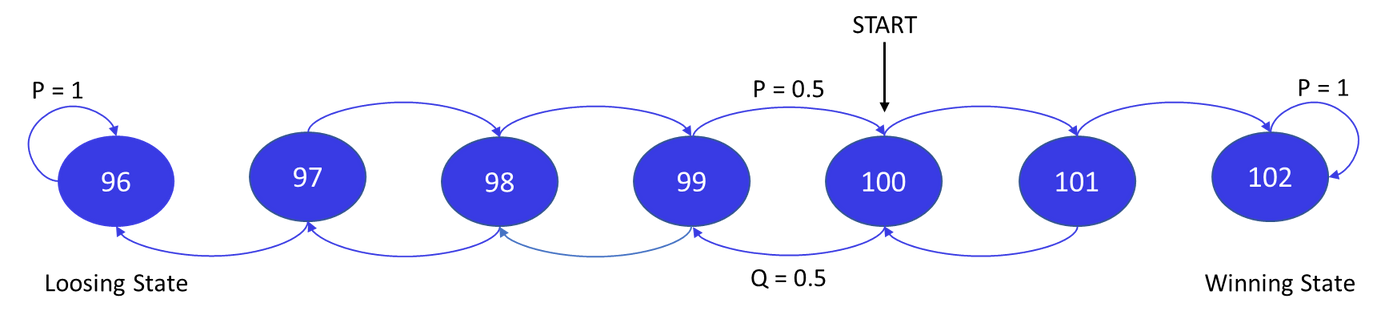 START
P = 1
P = 0.5
P = 1
96
97
98
99
100
101
102
Loosing State
Q = 0.5
Winning State